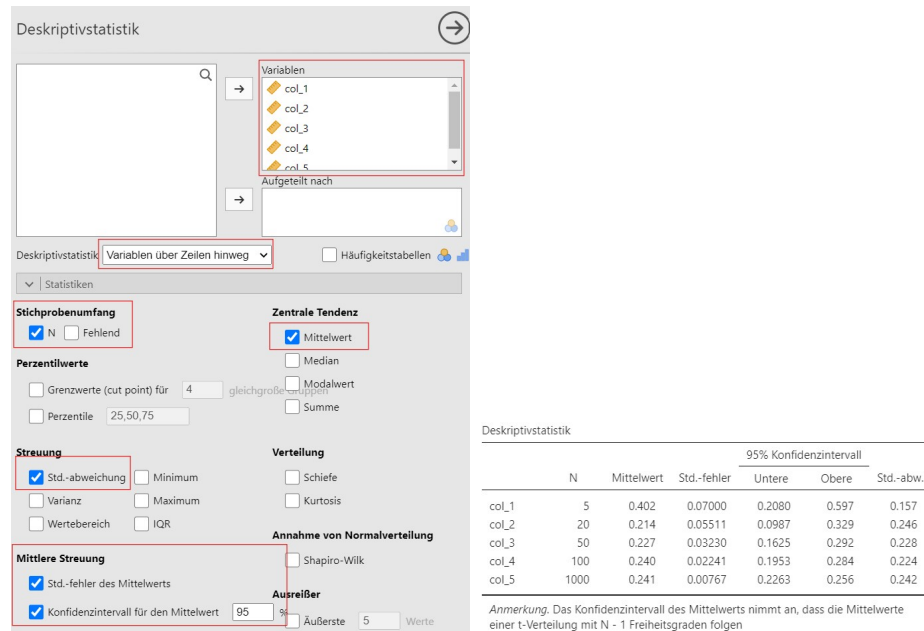 Deskriptivstatistik
Variablen
col_1
col_2
col_3
col_4
col_5
Aufgeteilt nach
Deskriptivstatistik Variablen über Zeilen hinweg Häufigkeitstabellen
Statistiken
Stichprobenumfang
N Fehlend
Perzentilwerte
Grenzwerte (cut point) für 4 gleichgroße Gruppen
Perzentile 25,50,75
Streuung
Std.-abweichung Minimum
Varianz Maximum
Wertebereich IQR
Mittlere Streuung
Std.-fehler des Mittelwerts
Konfidenzintervall für den Mittelwert 95 %
Zentrale Tendenz
Mittelwert
Median
Modalwert
Summe
Verteilung
Schiefe
Kurtosis
Annahme von Normalverteilung
Shapiro-Wilk
Ausreißer
Äußerste 5 Werte
Deskriptivstatistik
95% Konfidenzintervall
N Mittelwert Std.-fehler Untere Obere Std.-abw.
col_1 5 0.402 0.07000 0.2080 0.597 0.157
col_2 20 0.214 0.05511 0.0987 0.329 0.246
col_3 50 0.227 0.03230 0.1625 0.292 0.228
col_4 100 0.240 0.02241 0.1953 0.284 0.224
col_5 1000 0.241 0.00767 0.2263 0.256 0.242
Anmerkung. Das Konfidenzintervall des Mittelwerts nimmt an, dass die Mittelwerte
einer t-Verteilung mit N - 1 Freiheitsgraden folgen